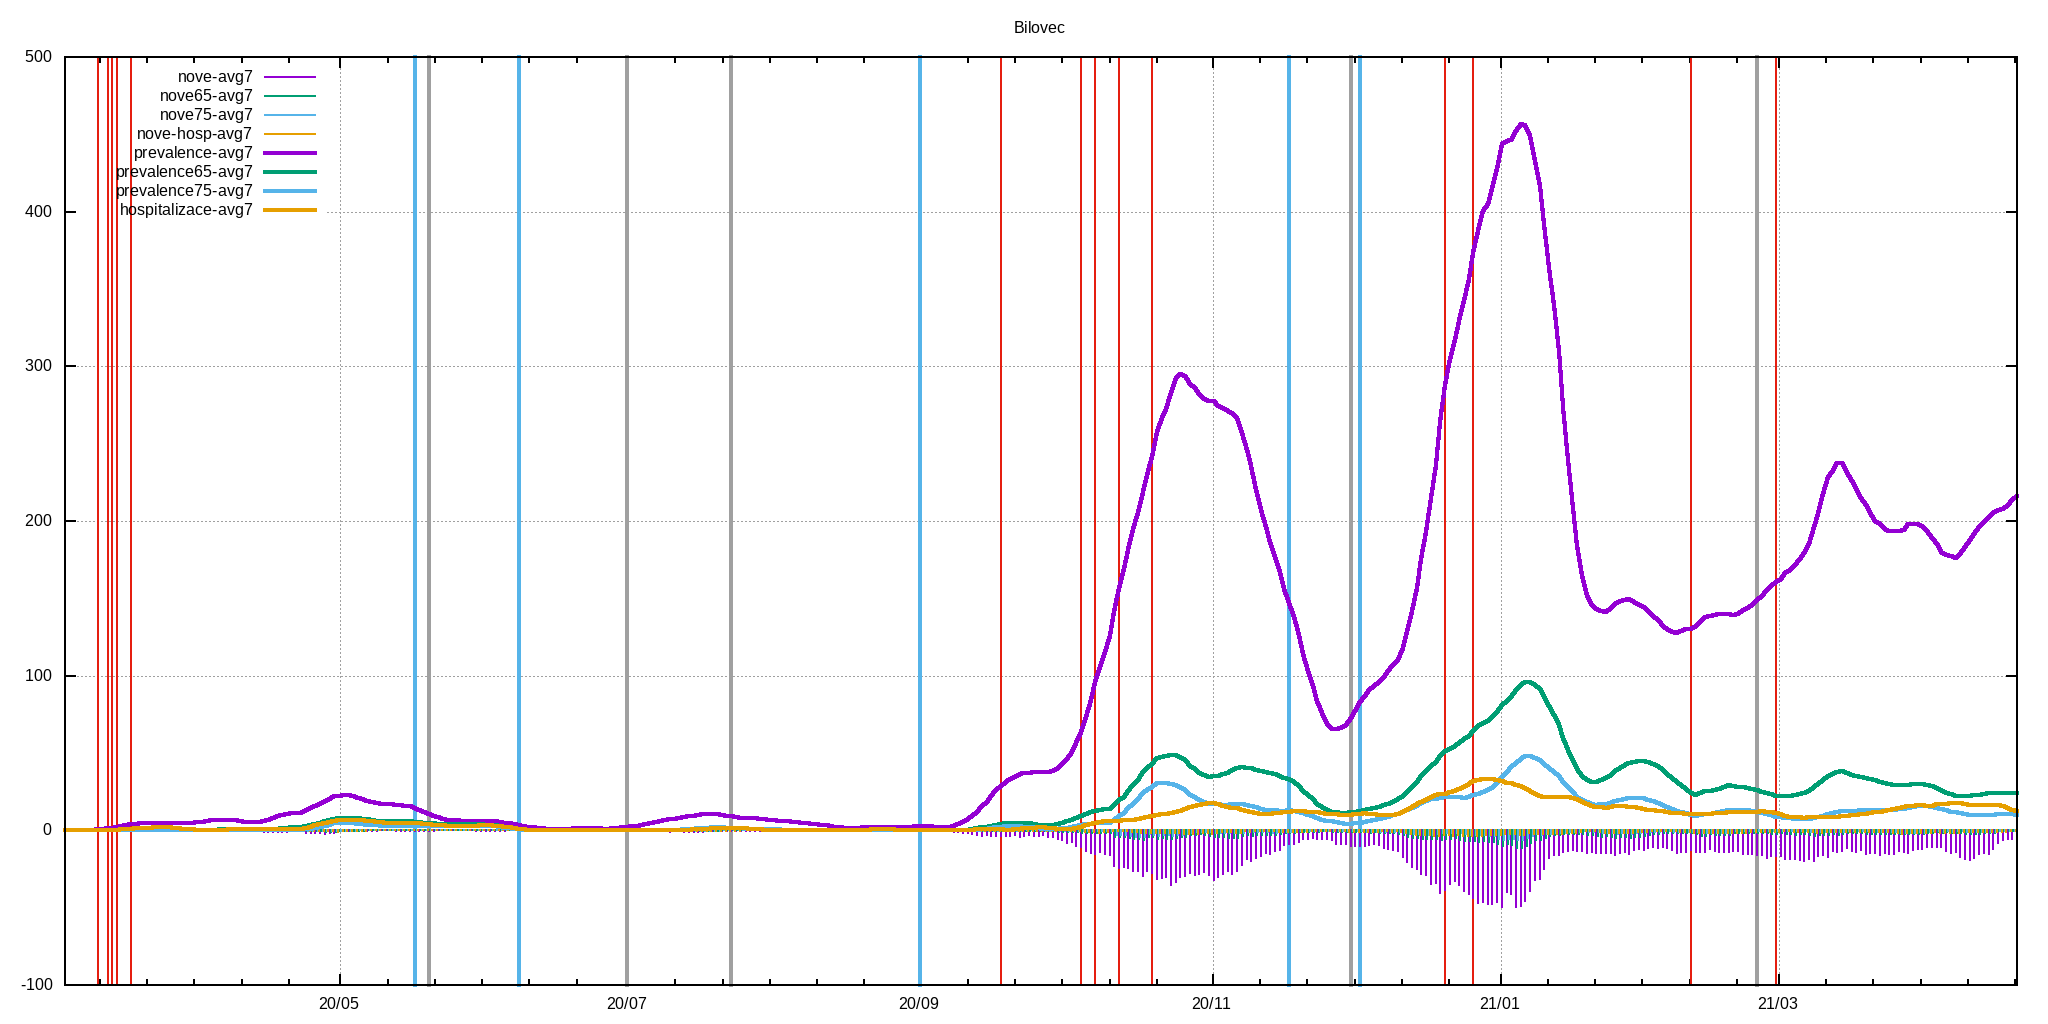 Bilovec
500
400
300
200
100
0
-100
nove-avg7
nove65-avg7
nove75-avg7
nove-hosp-avg7
prevalence-avg7
prevalence65-avg7
prevalence75-avg7
hospitalizace-avg7
20/05 20/07 20/09 20/11 21/01 21/03